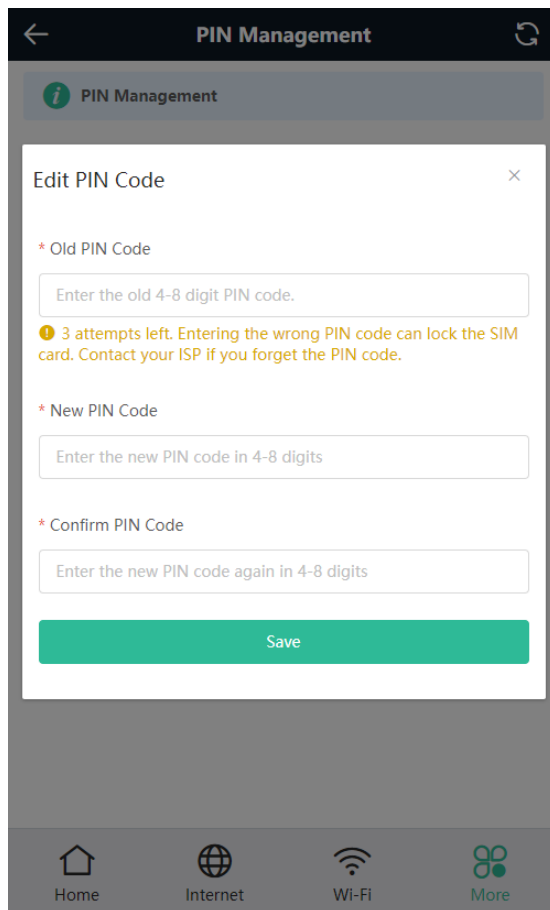 PIN Management
PIN Management
Edit PIN Code
* Old PIN Code
Enter the old 4-8 digit PIN code.
3 attempts left. Entering the wrong PIN code can lock the SIM
card. Contact your ISP if you forget the PIN code.
* New PIN Code
Enter the new PIN code in 4-8 digits
* Confirm PIN Code
Enter the new PIN code again in 4-8 digits
Save
Home Internet Wi-Fi More